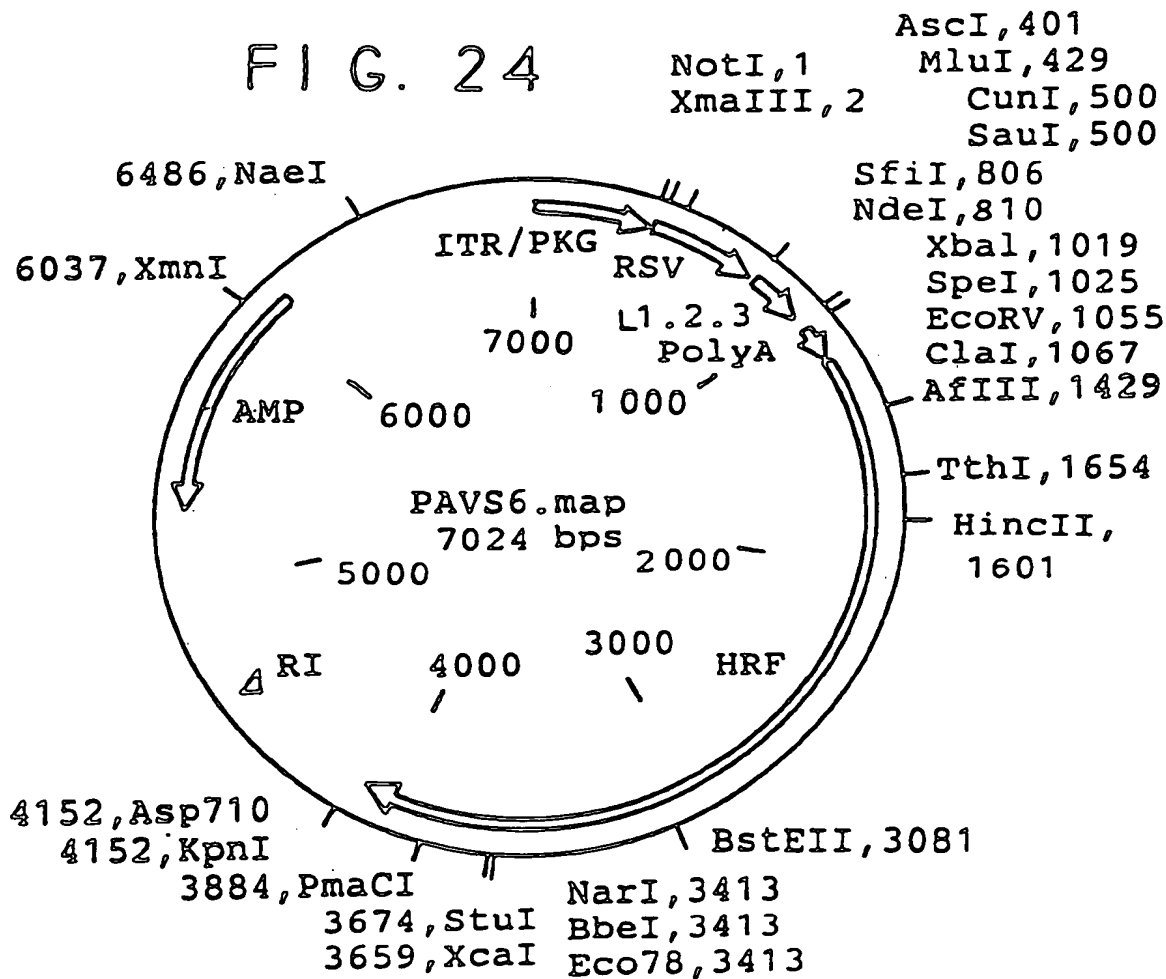 FIG. 24
NotI,1
XmaIII,2
AscI,401
MluI,429
CunI,500
SauI,500
SfiI,806
NdeI,810
Xbal,1019
SpeI,1025
EcoRV,1055
ClaI,1067
AfIII,1429
TthI,1654
HincII,
1601
6486,NaeI
6037,XmnI
ITR/PKG
RSV
L1.2.3
PolyA
7000
1000
6000
AMP
PAVS6.map
7024 bps
2000
5000
3000
4000
RI
HRF
4152,Asp710
4152,KpnI
3884,PmaCI
3674,StuI
3659,XcaI
BstEII,3081
NarI,3413
BbeI,3413
Eco78,3413